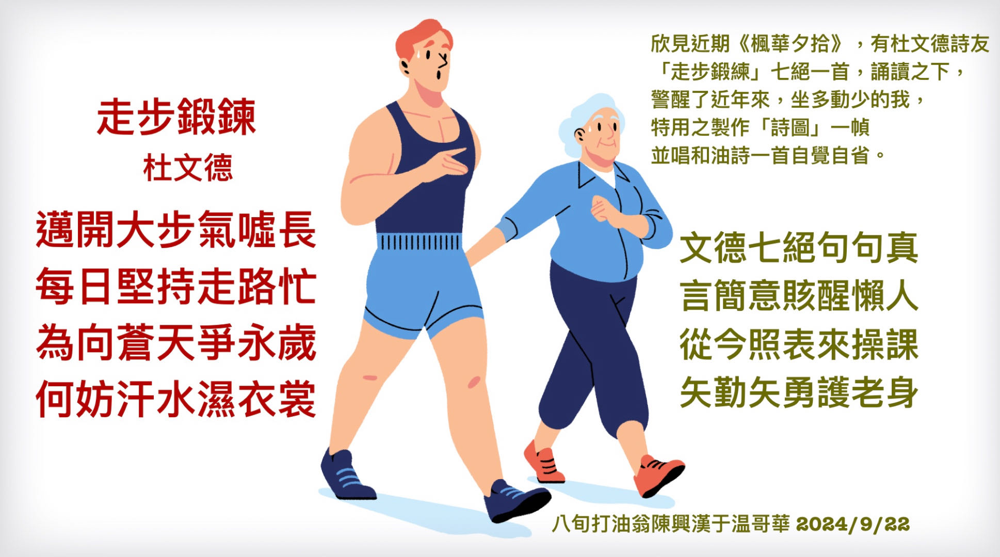 走步鍛鍊
杜文德
邁開大步氣噓長
每日堅持走路忙
為向蒼天爭永歲
何妨汗水濕衣裳
欣見近期《楓華夕拾》，有杜文德詩友
「走步鍛練」七絕一首，誦讀之下，
警醒了近年來，坐多動少的我，
特用之製作「詩圖」一幀
並唱和油詩一首自覺自省。
文德七絕句句真
言簡意賅醒懶人
從今照表來操課
矢勤矢勇護老身
八旬打油翁陳興漢于温哥華 2024/9/22